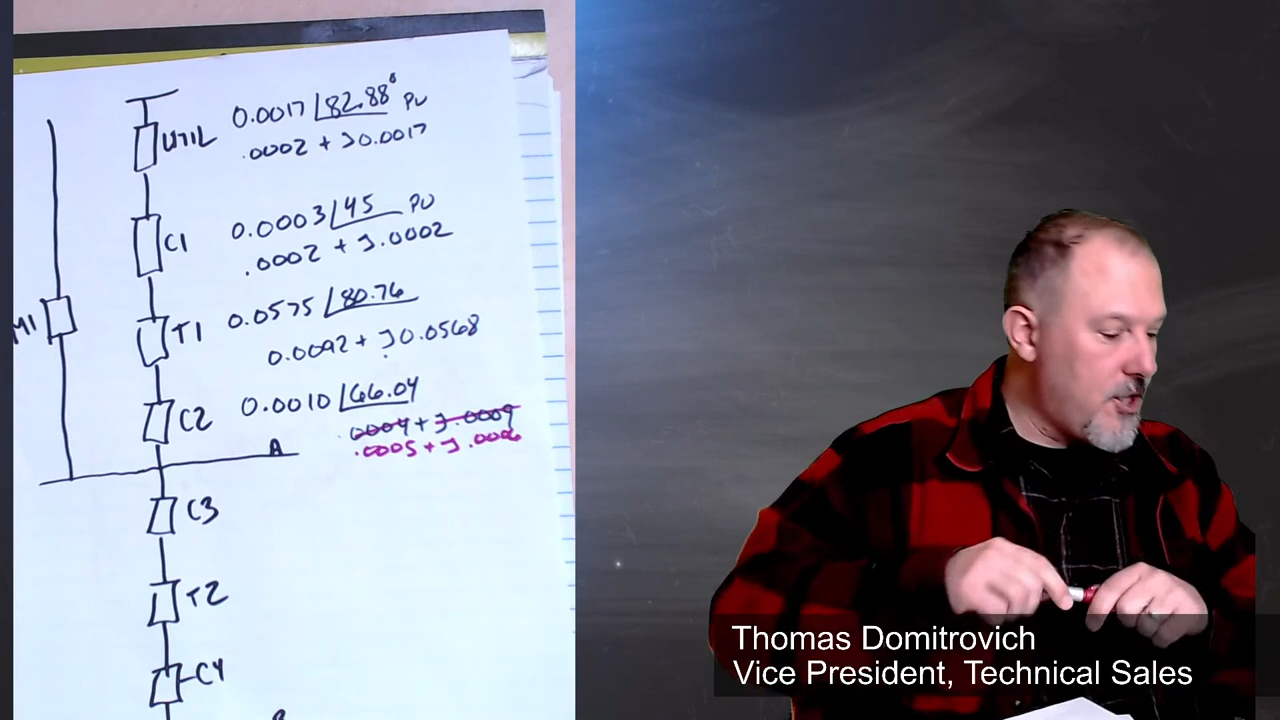 0.0017 /82.88° PU
UTIL
.0002 + J0.0017
0.0003 /45 PU
C1
.0002 + J.0002
0.0575 /80.76
T1
M1
0.0092 + J0.0568
0.0010 /66.04
C2
.0004 + J.0009
.0005 + J.0006
A
C3
T2
C4
Thomas Domitrovich
Vice President, Technical Sales